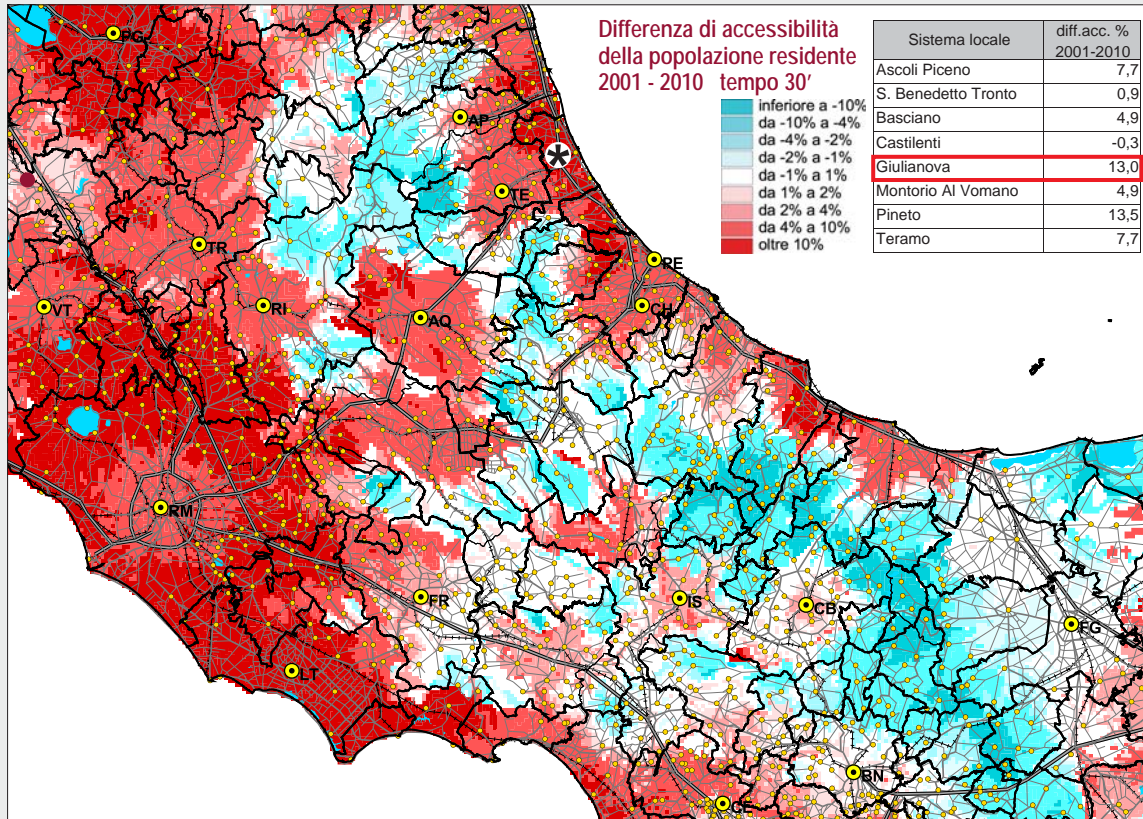 Differenza di accessibilità
della popolazione residente
2001 - 2010 tempo 30'
inferiore a -10%
da -10% a -4%
da -4% a -2%
da -2% a -1%
da -1% a 1%
da 1% a 2%
da 2% a 4%
da 4% a 10%
oltre 10%
Sistema locale diff.acc. % 2001-2010
Ascoli Piceno 7,7
S. Benedetto Tronto 0,9
Basciano 4,9
Castilenti -0,3
Giulianova 13,0
Montorio Al Vomano 4,9
Pineto 13,5
Teramo 7,7
PG
AP
*
TE
TR
PE
VT
RI
AQ
CH
RM
FR
IS
CB
FG
LT
BN
CE